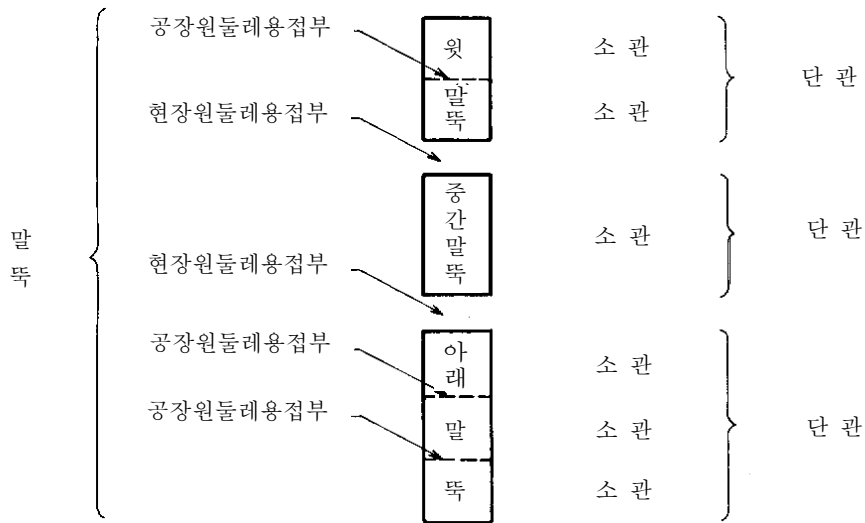 공장원둘레용접부
윗
말
뚝
소 관
소 관
단 관
현장원둘레용접부
중
간
말
뚝
소 관
단 관
말
뚝
현장원둘레용접부
공장원둘레용접부
아
래
말
뚝
소 관
소 관
소 관
단 관
공장원둘레용접부